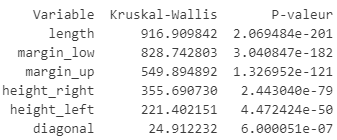 Variable Kruskal-Wallis P-valeur
length 916.909842 2.069484e-201
margin_low 828.742803 3.040847e-182
margin_up 549.894892 1.326952e-121
height_right 355.690730 2.443040e-79
height_left 221.402151 4.472424e-50
diagonal 24.912232 6.000051e-07